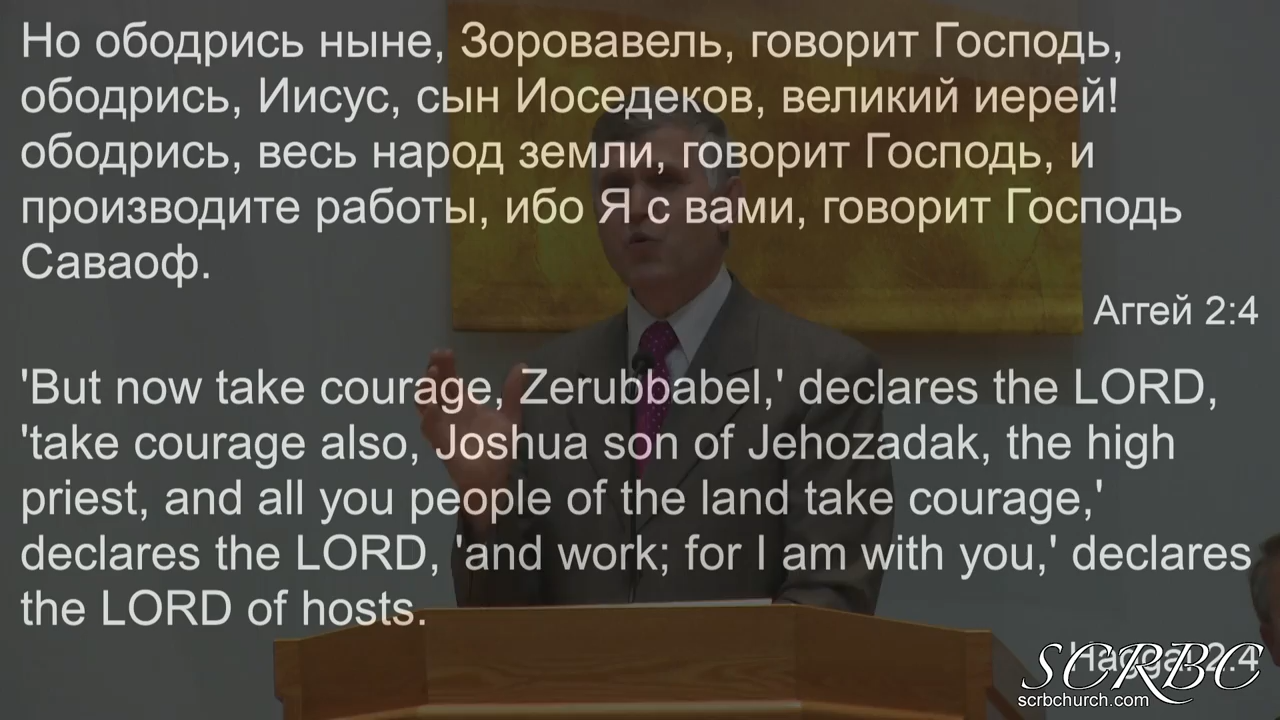 Но ободрись ныне, Зоровавель, говорит Господь,
ободрись, Иисус, сын Иоседеков, великий иерей!
ободрись, весь народ земли, говорит Господь, и
производите работы, ибо Я с вами, говорит Господь
Саваоф.
Аггей 2:4
'But now take courage, Zerubbabel,' declares the LORD,
'take courage also, Joshua son of Jehozadak, the high
priest, and all you people of the land take courage,'
declares the LORD, 'and work; for I am with you,' declares
the LORD of hosts.
Haggai 2:4
SCRBC
scrbchurch.com